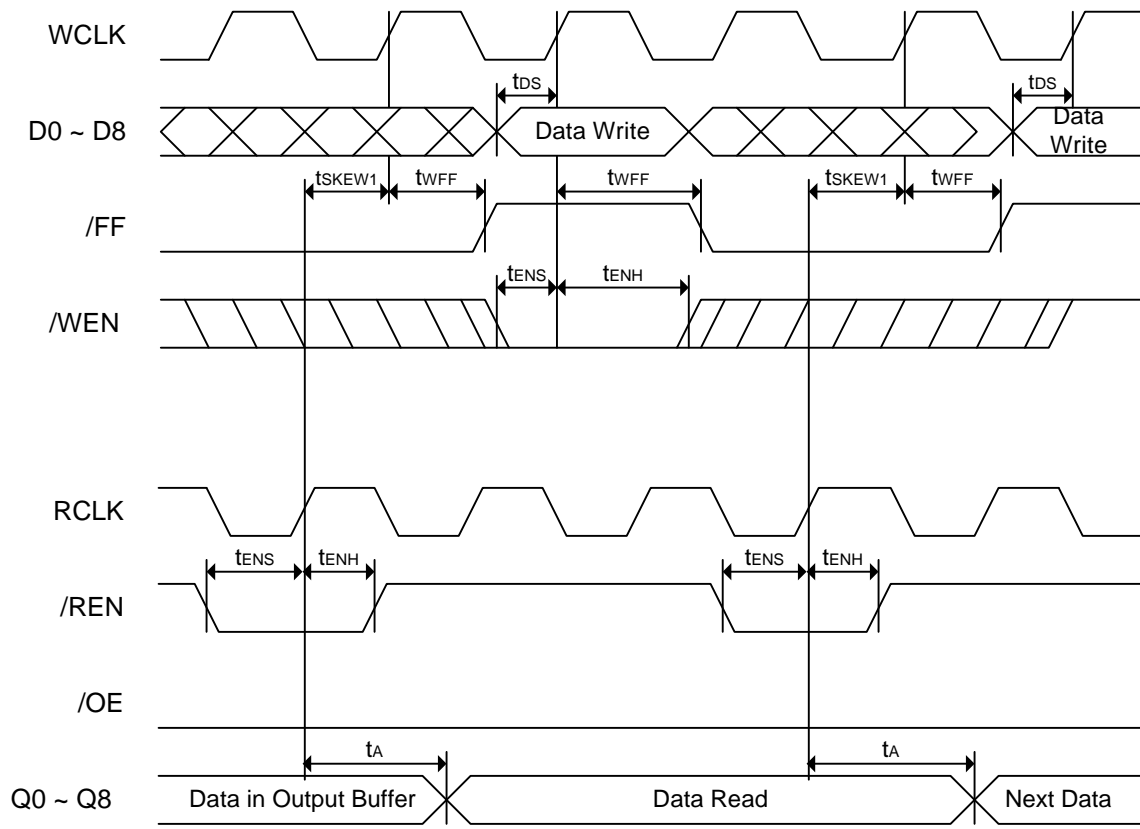 WCLK
tDS
tDS
D0 ~ D8
Data Write
Data
Write
tSKEW1
tWFF
tWFF
tSKEW1
tWFF
/FF
tENS
tENH
/WEN
RCLK
tENS
tENH
tENS
tENH
/REN
/OE
tA
tA
Q0 ~ Q8
Data in Output Buffer
Data Read
Next Data